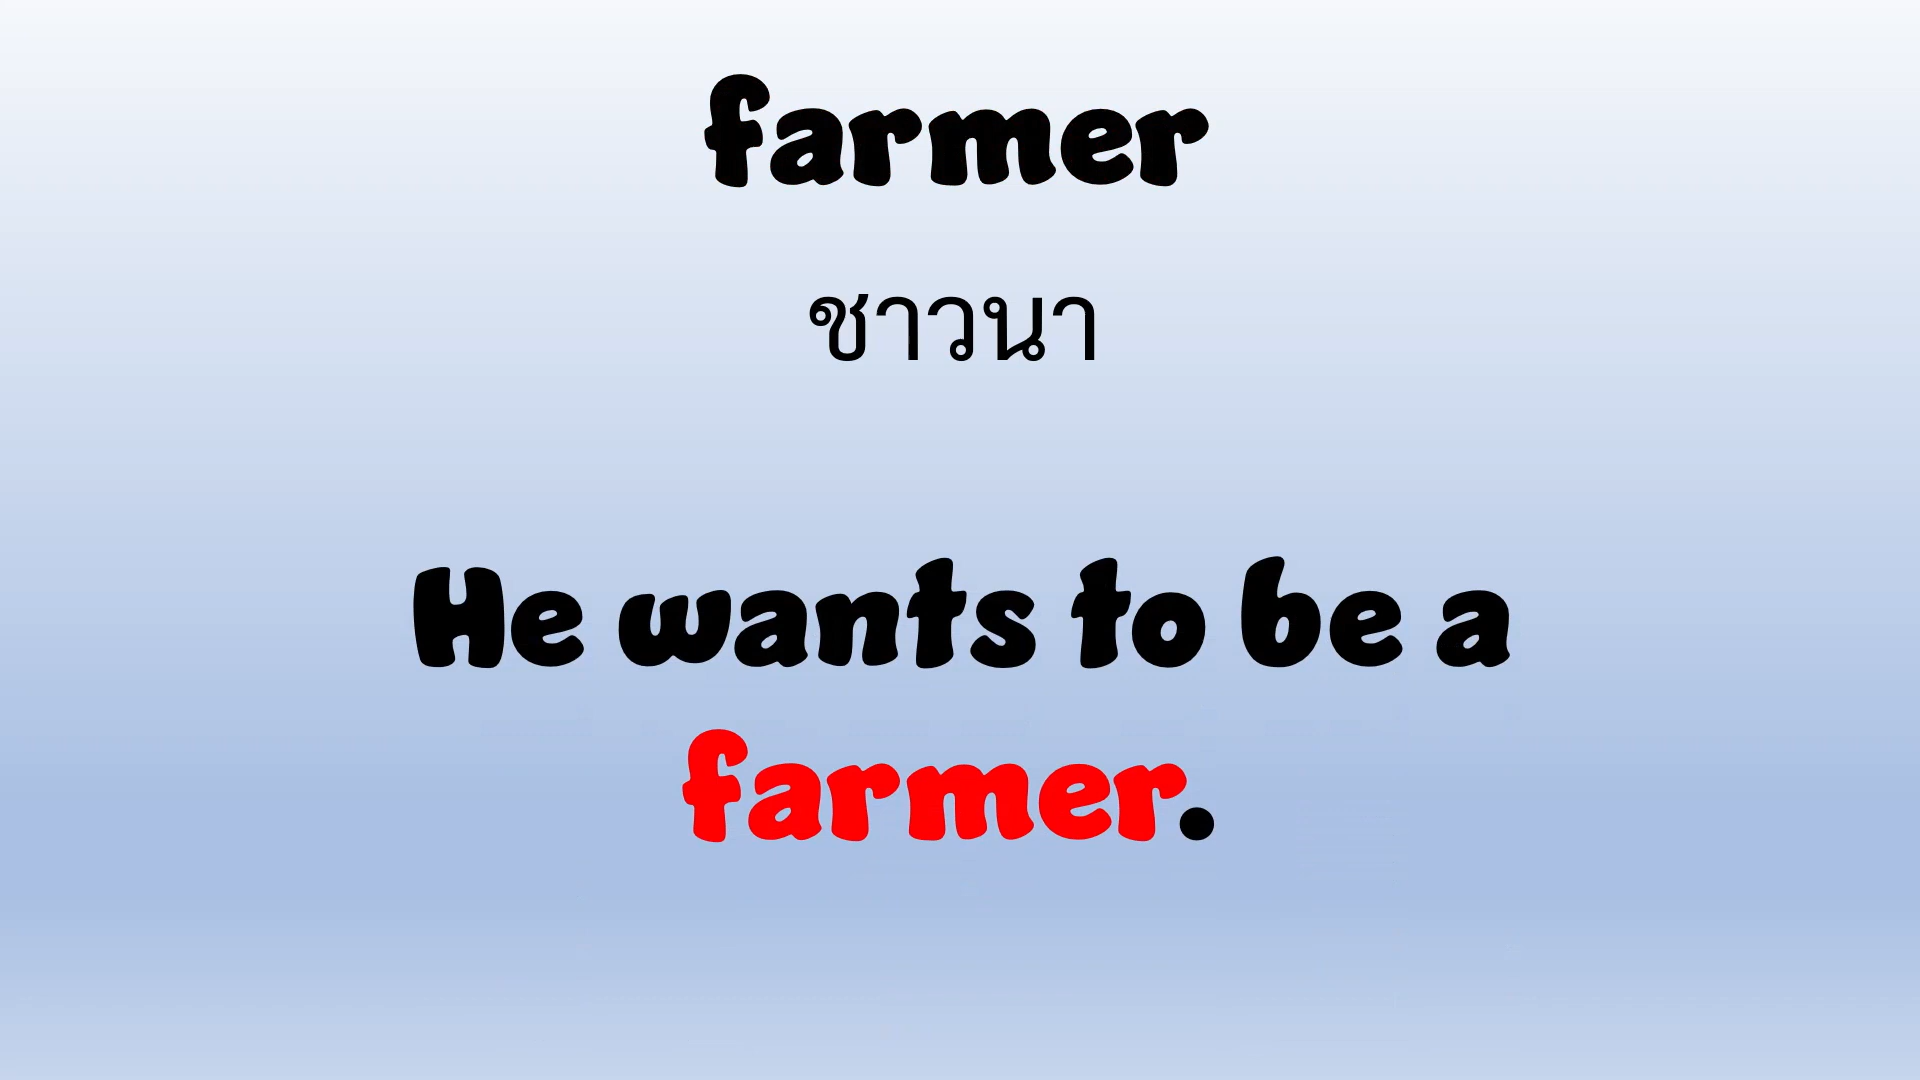 farmer
ชาวนา
He wants to be a
farmer.